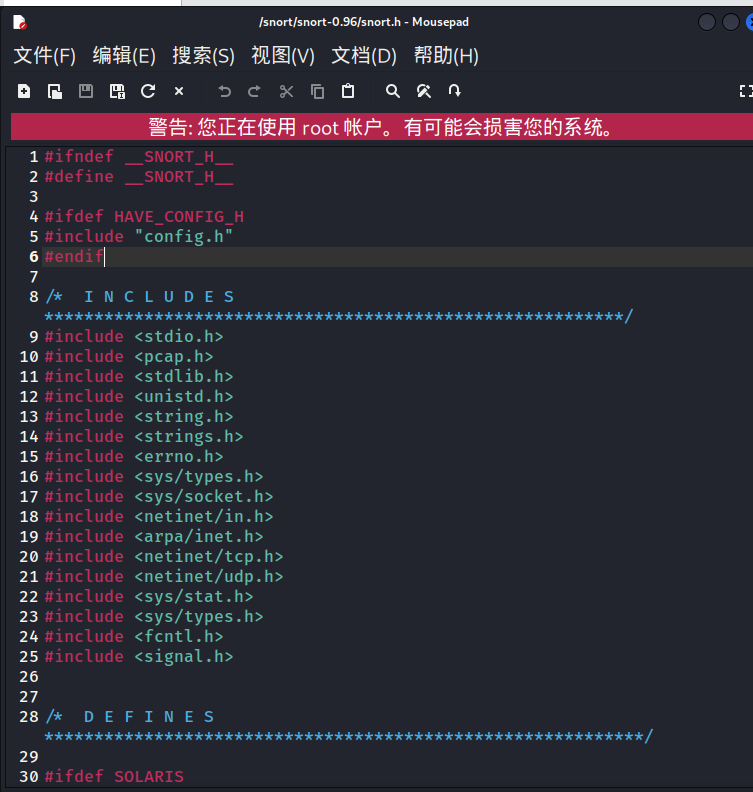 /snort/snort-0.96/snort.h - Mousepad
文件(F) 编辑(E) 搜索(S) 视图(V) 文档(D) 帮助(H)
警告: 您正在使用 root 帐户。有可能会损害您的系统。
1 #ifndef __SNORT_H__
2 #define __SNORT_H__
3
4 #ifdef HAVE_CONFIG_H
5 #include "config.h"
6 #endif
7
8 /*  I N C L U D E S
**********************************************************/
9 #include <stdio.h>
10 #include <pcap.h>
11 #include <stdlib.h>
12 #include <unistd.h>
13 #include <string.h>
14 #include <strings.h>
15 #include <errno.h>
16 #include <sys/types.h>
17 #include <sys/socket.h>
18 #include <netinet/in.h>
19 #include <arpa/inet.h>
20 #include <netinet/tcp.h>
21 #include <netinet/udp.h>
22 #include <sys/stat.h>
23 #include <sys/types.h>
24 #include <fcntl.h>
25 #include <signal.h>
26
27
28 /*  D E F I N E S
************************************************************/
29
30 #ifdef SOLARIS